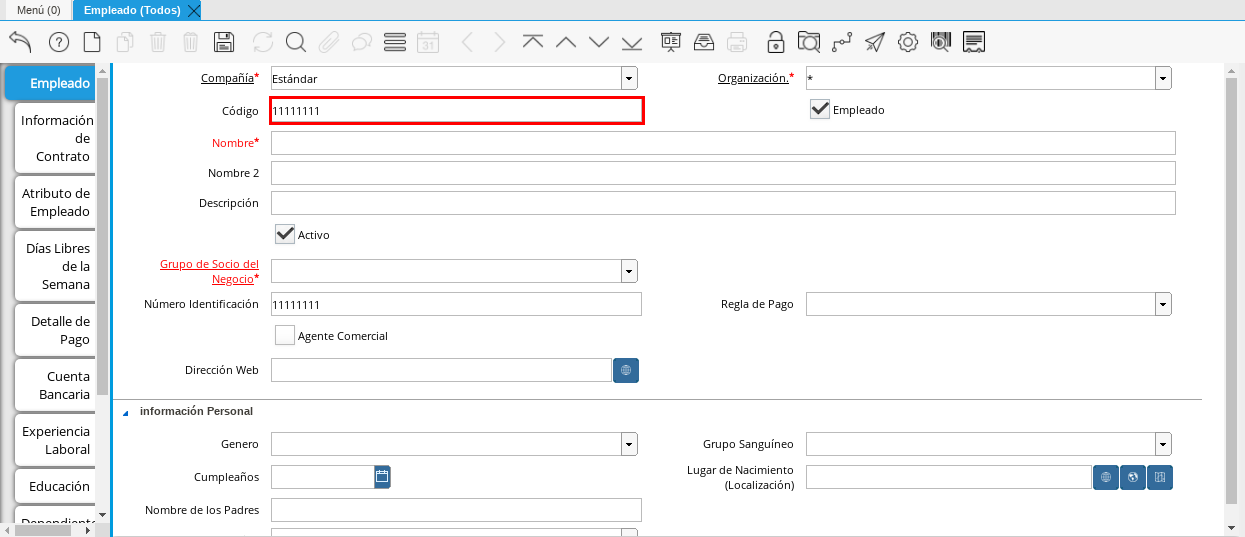 Menú (0)
Empleado (Todos)
31
Empleado
Información
de
Contrato
Atributo de
Empleado
Días Libres
de la
Semana
Detalle de
Pago
Cuenta
Bancaria
Experiencia
Laboral
Educación
Compañía*
Estándar
Organización.*
*
Código
11111111
Empleado
Nombre*
Nombre 2
Descripción
Activo
Grupo de Socio del
Negocio*
Número Identificación
11111111
Regla de Pago
Agente Comercial
Dirección Web
información Personal
Genero
Grupo Sanguíneo
Cumpleaños
Lugar de Nacimiento
(Localización)
Nombre de los Padres